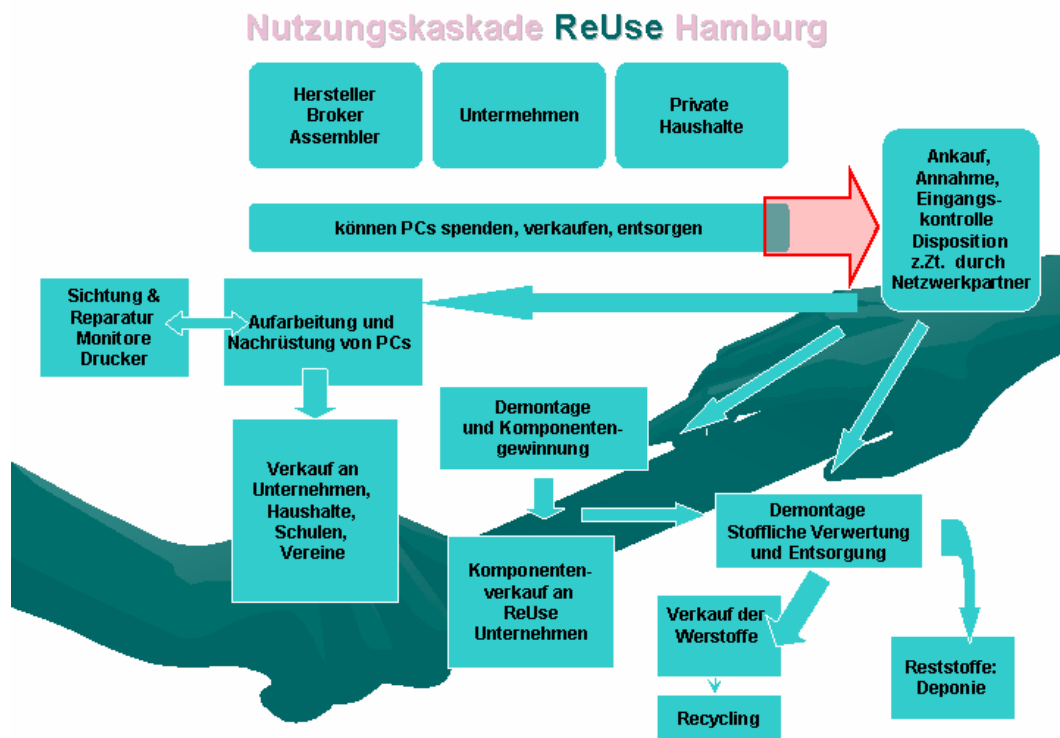 Nutzungskaskade ReUse Hamburg
Hersteller
Broker
Assembler
Unternehmen
Private
Haushalte
Ankauf,
Annahme,
Eingangs-
kontrolle
Disposition
z.Zt. durch
Netzwerkpartner
können PCs spenden, verkaufen, entsorgen
Sichtung &
Reparatur
Monitore
Drucker
Aufarbeitung und
Nachrüstung von PCs
Demontage
und Komponenten-
gewinnung
Verkauf an
Unternehmen,
Haushalte,
Schulen,
Vereine
Demontage
Stoffliche Verwertung
und Entsorgung
Komponenten-
verkauf an
ReUse
Unternehmen
Verkauf der
Werstoffe
Reststoffe:
Deponie
Recycling